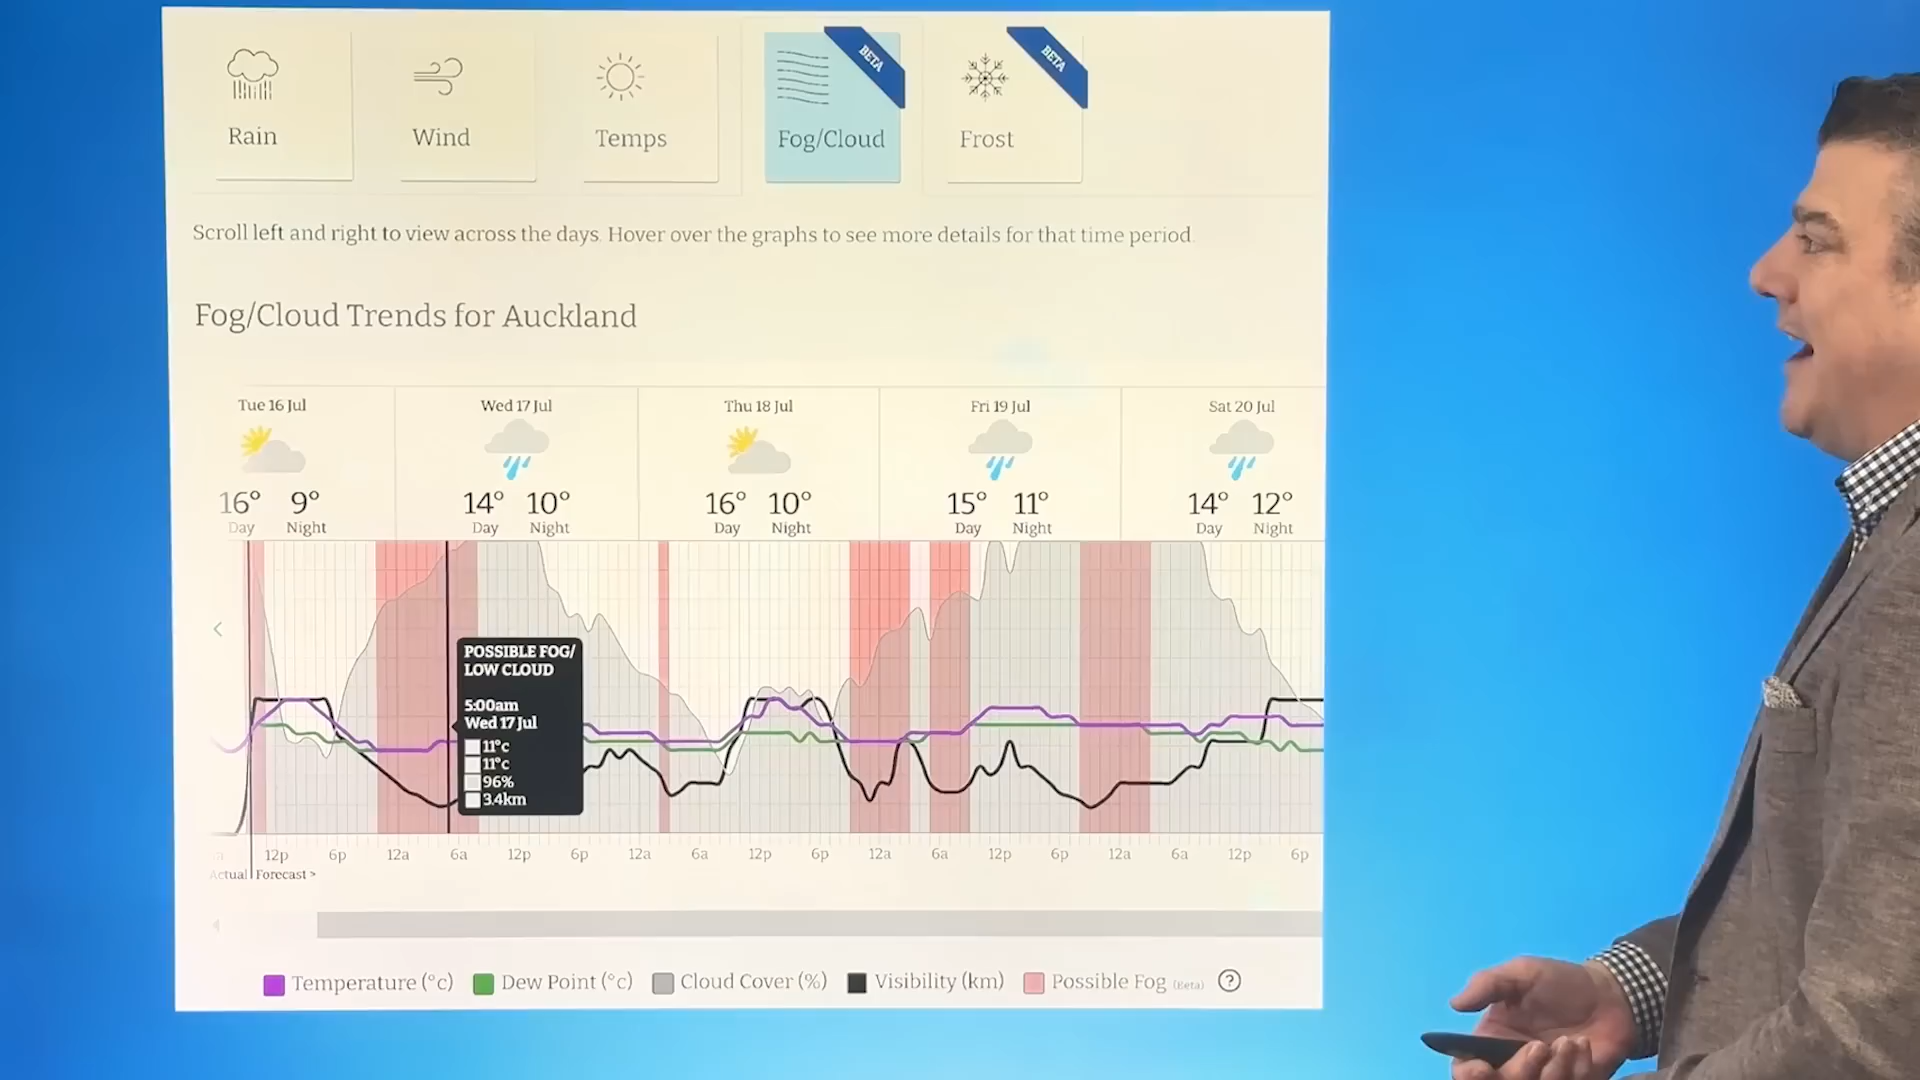 Rain
Wind
Temps
Fog/Cloud
BETA
Frost
BETA
Scroll left and right to view across the days. Hover over the graphs to see more details for that time period.
Fog/Cloud Trends for Auckland
Tue 16 Jul
Wed 17 Jul
Thu 18 Jul
Fri 19 Jul
Sat 20 Jul
16° 9°
14° 10°
16° 10°
15° 11°
14° 12°
Day Night
Day Night
Day Night
Day Night
Day Night
POSSIBLE FOG/
LOW CLOUD
5:00am
Wed 17 Jul
11°c
11°c
96%
3.4km
12p 6p 12a 6a 12p 6p 12a 6a 12p 6p 12a 6a 12p 6p 12a 6a 12p 6p
Actual Forecast >
Temperature (°c) Dew Point (°c) Cloud Cover (%) Visibility (km) Possible Fog (Beta) ?